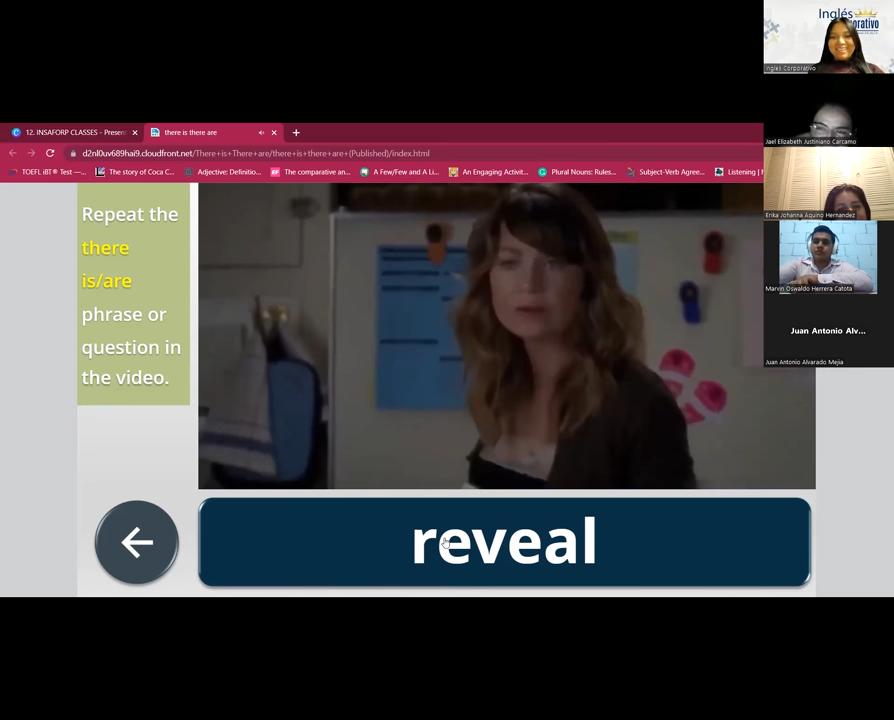 Inglés
orativo
Inglés Corporativo
12. INSAFORP CLASSES - Present
there is there are
d2nl0uv689hai9.cloudfront.net/There+is+There+are/there+is+there+are+(Published)/index.html
TOEFL iBT® Test —...
The story of Coca C...
Adjective: Definitio...
The comparative an...
A Few/Few and A Li...
An Engaging Activit...
Plural Nouns: Rules...
Subject-Verb Agree...
Listening |
Jael Elizabeth Justiniano Carcamo
Erika Johanna Aquino Hernandez
Marvin Oswaldo Herrera Catota
Juan Antonio Alv...
Juan Antonio Alvarado Mejia
Repeat the
there
is/are
phrase or
question in
the video.
reveal